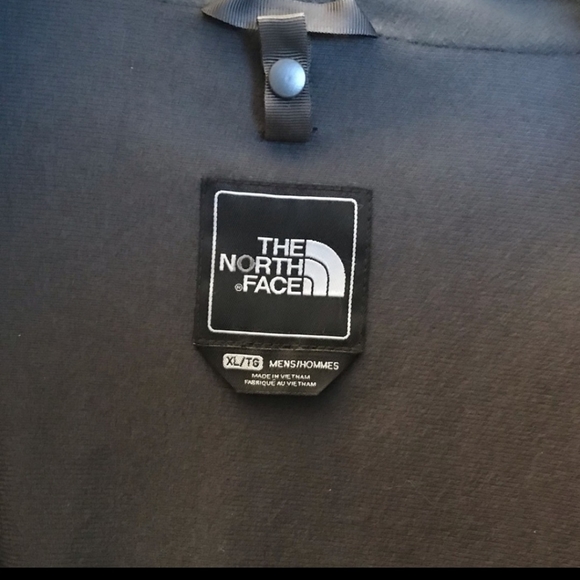 THE
NORTH
®FACE
XL/TG MENS/HOMMES
MADE IN VIETNAM
FABRIQUÉ AU VIETNAM